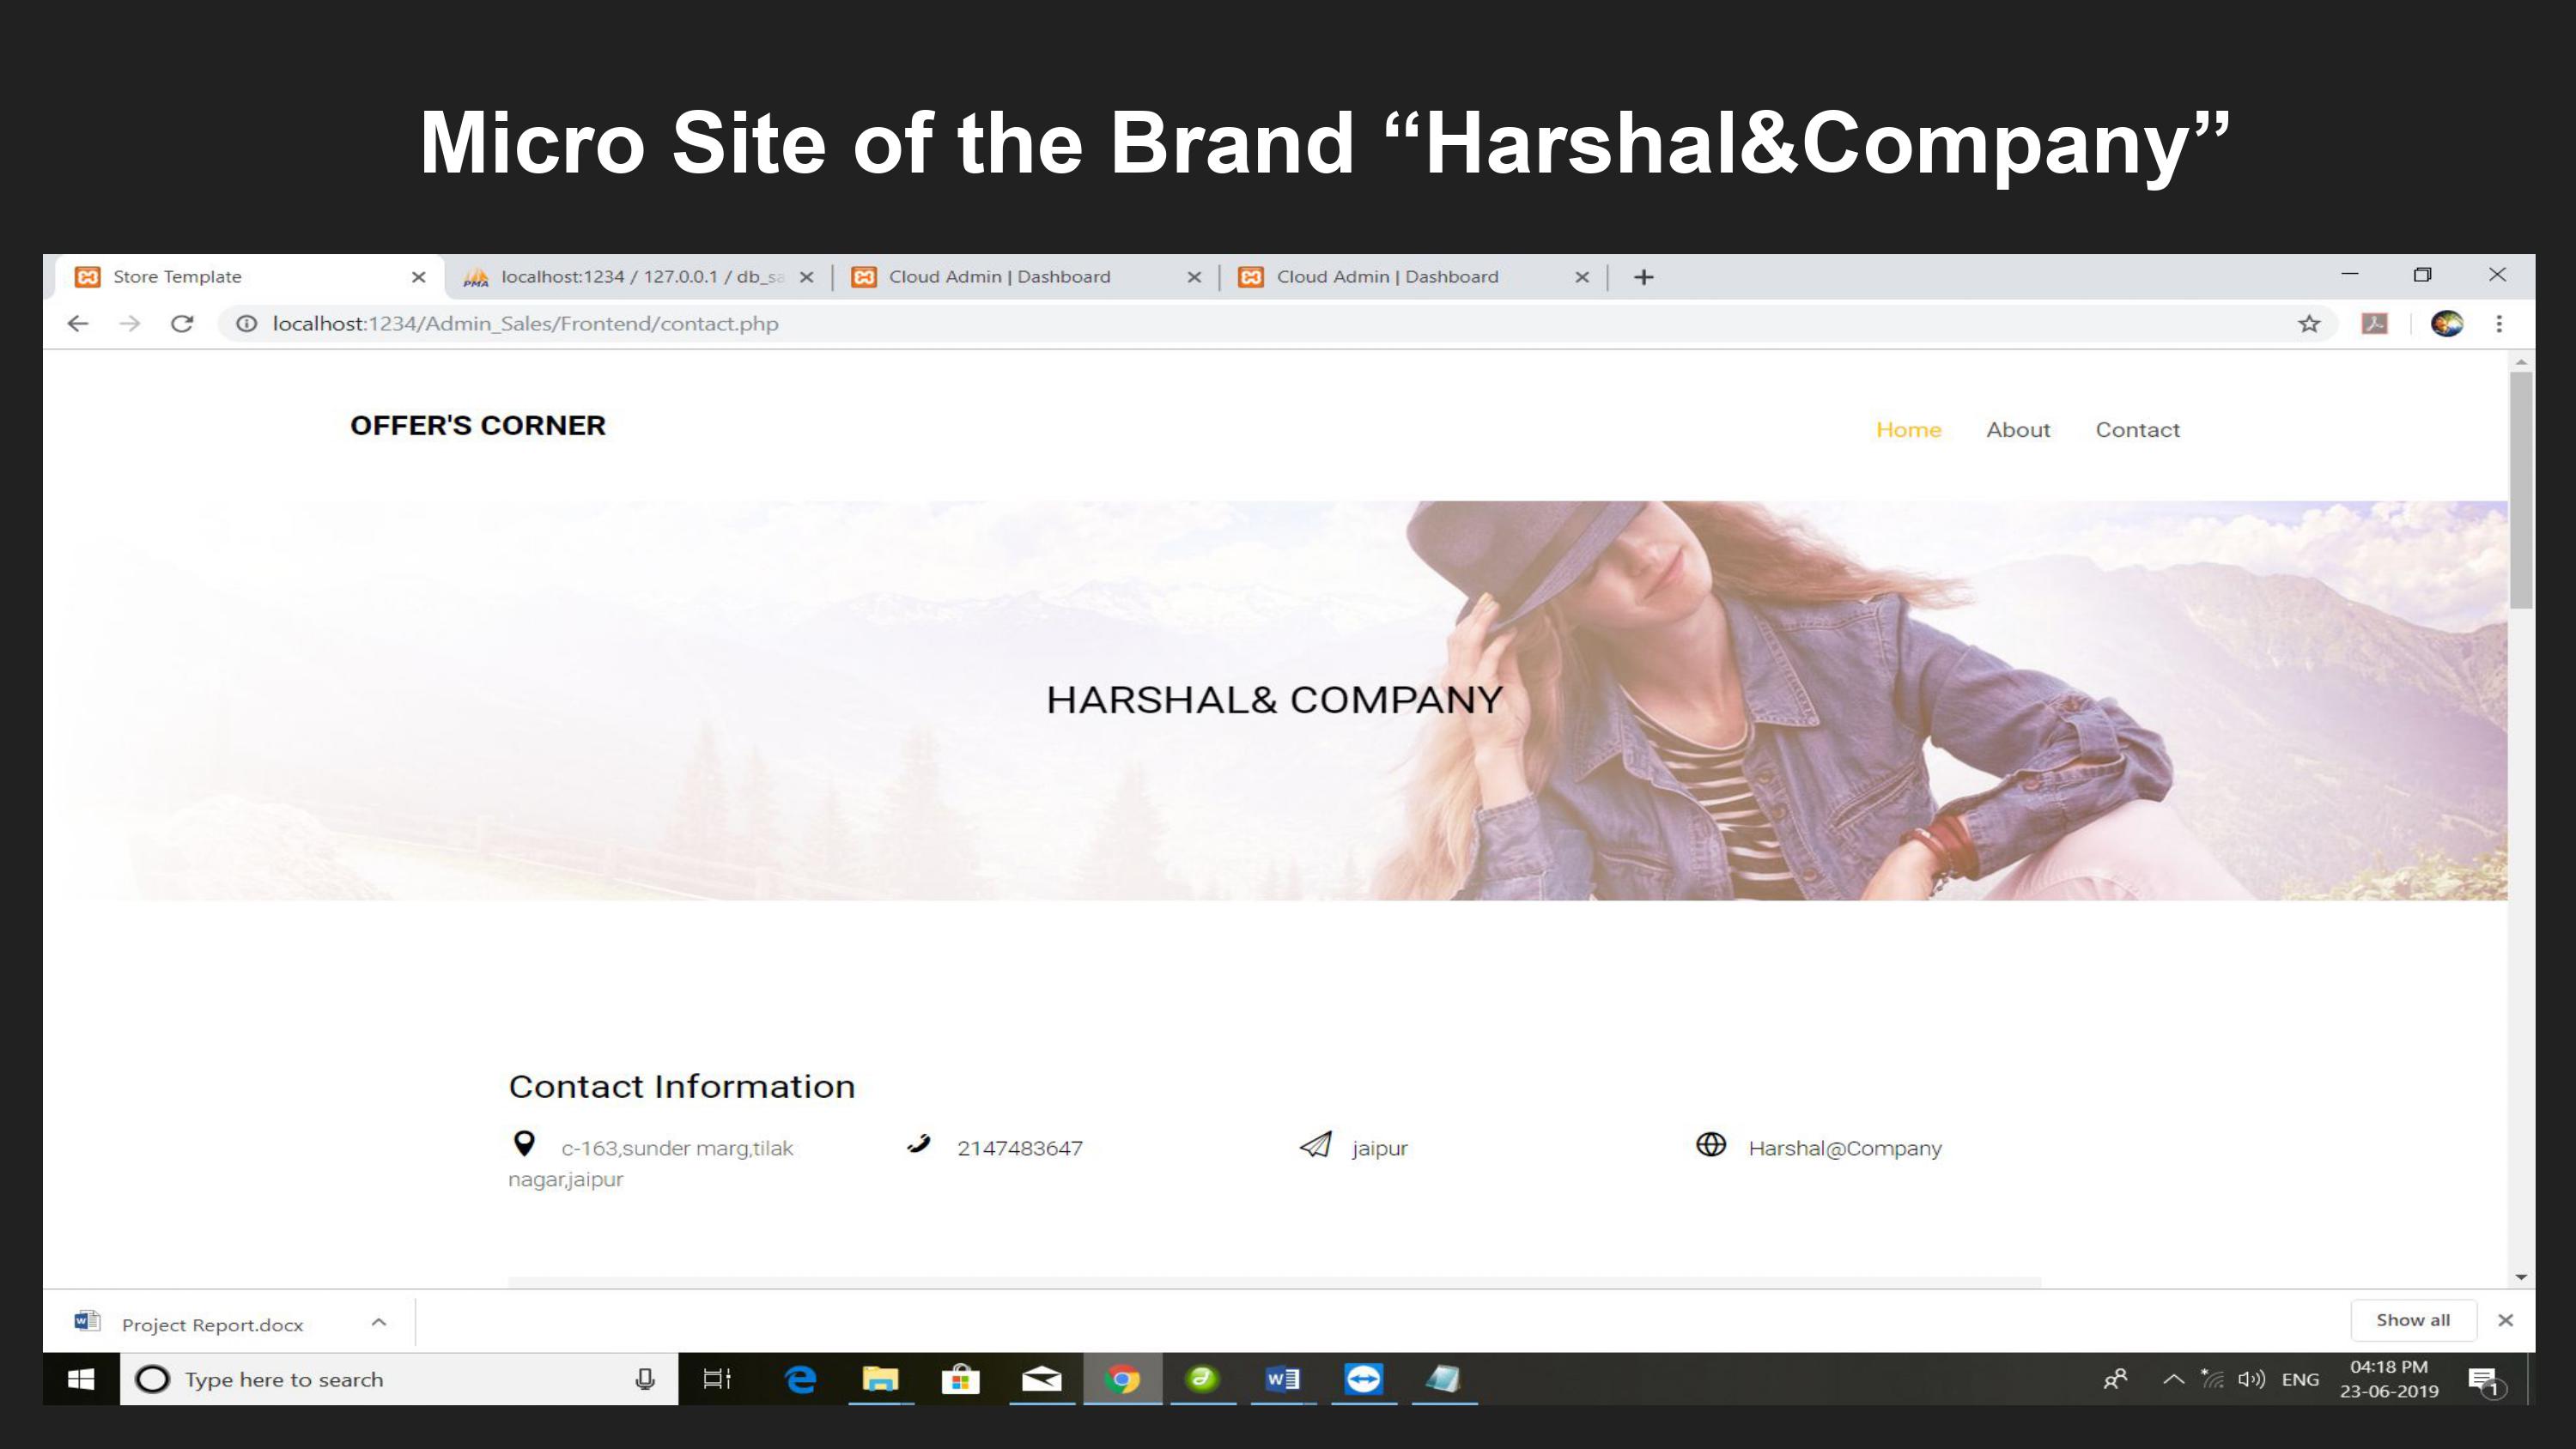 Micro Site of the Brand “Harshal&Company”
Store Template
localhost:1234 / 127.0.0.1 / db_sa
Cloud Admin | Dashboard
Cloud Admin | Dashboard
localhost:1234/Admin_Sales/Frontend/contact.php
OFFER'S CORNER
Home About Contact
HARSHAL& COMPANY
Contact Information
c-163,sunder marg,tilak
nagar,jaipur
2147483647
jaipur
Harshal@Company
Project Report.docx
Show all
Type here to search
ENG
04:18 PM
23-06-2019
1